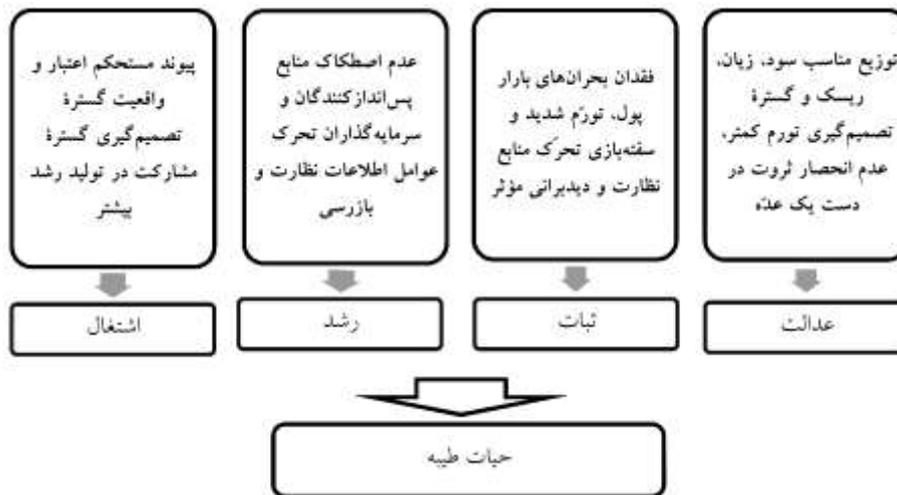 توزیع مناسب سود، زیان،
ریسک و گسترهٔ
تصمیم‌گیری تورم کمتر،
عدم انحصار ثروت در
دست یک عدّه
فقدان بحران‌های بارار
پول، تورّم شدید و
سفته‌بازی تحرّک منابع
نظارت و دیدبرانی مؤثر
عدم اصطکاک منابع
پس‌اندازکنندگان و
سرمایه‌گذاران تحرک
عوامل اطلاعات نظارت و
بازرسی
پیوند مستحکم اعتبار و
واقعیت گسترهٔ
تصمیم‌گیری گسترهٔ
مشارکت در تولید رشد
بیشتر
عدالت
ثبات
رشد
اشتغال
حیات طیبه